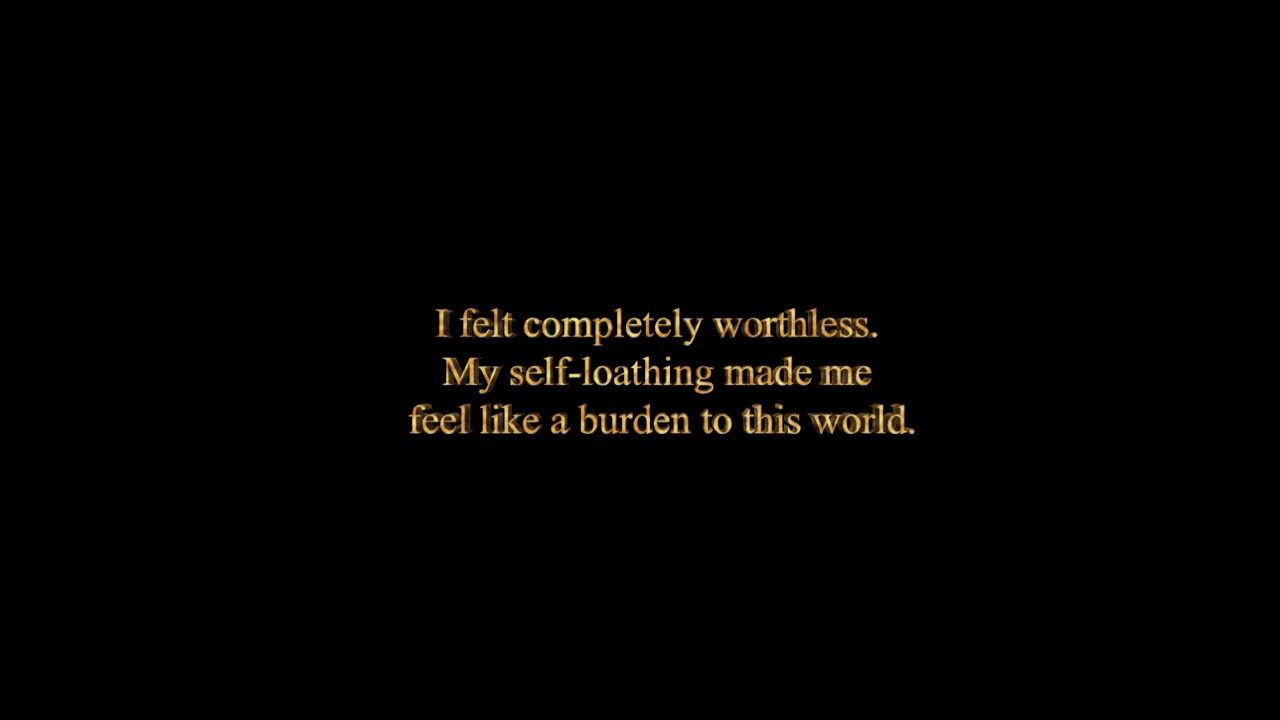 I felt completely worthless.
My self-loathing made me
feel like a burden to this world.